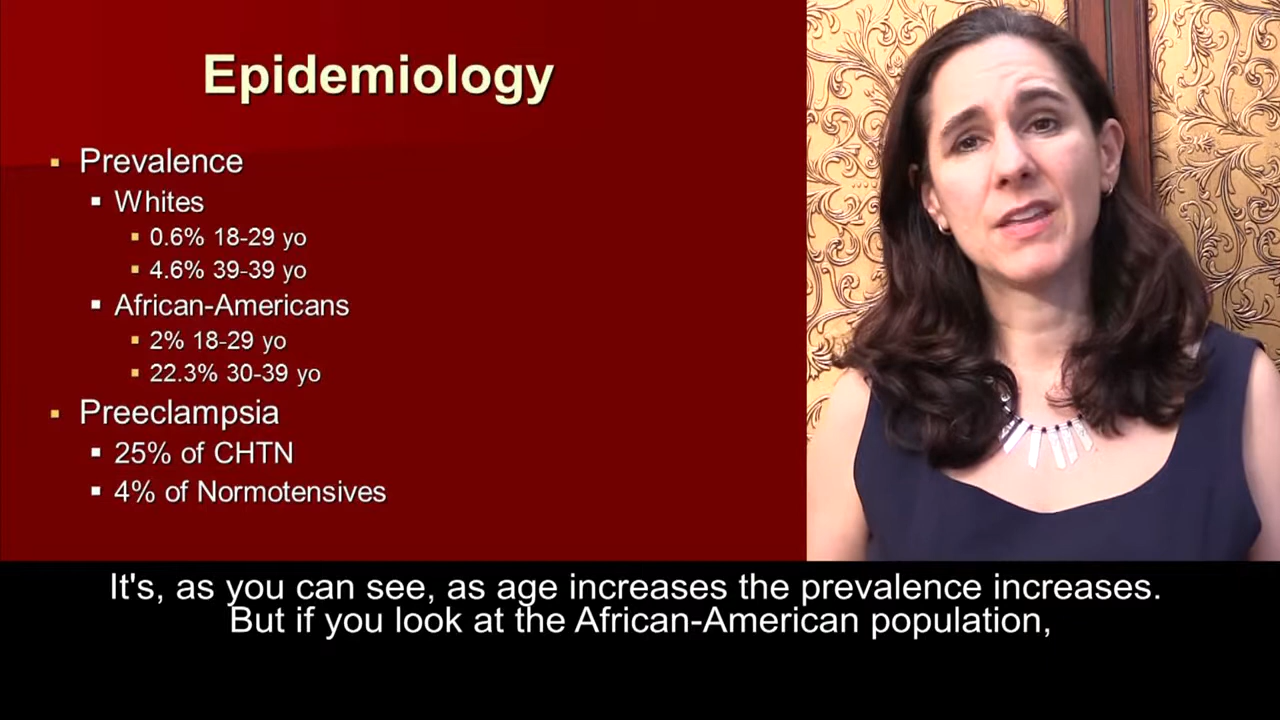 Epidemiology
▪ Prevalence
▪ Whites
▪ 0.6% 18-29 yo
▪ 4.6% 39-39 yo
▪ African-Americans
▪ 2% 18-29 yo
▪ 22.3% 30-39 yo
▪ Preeclampsia
▪ 25% of CHTN
▪ 4% of Normotensives
It's, as you can see, as age increases the prevalence increases.
But if you look at the African-American population,